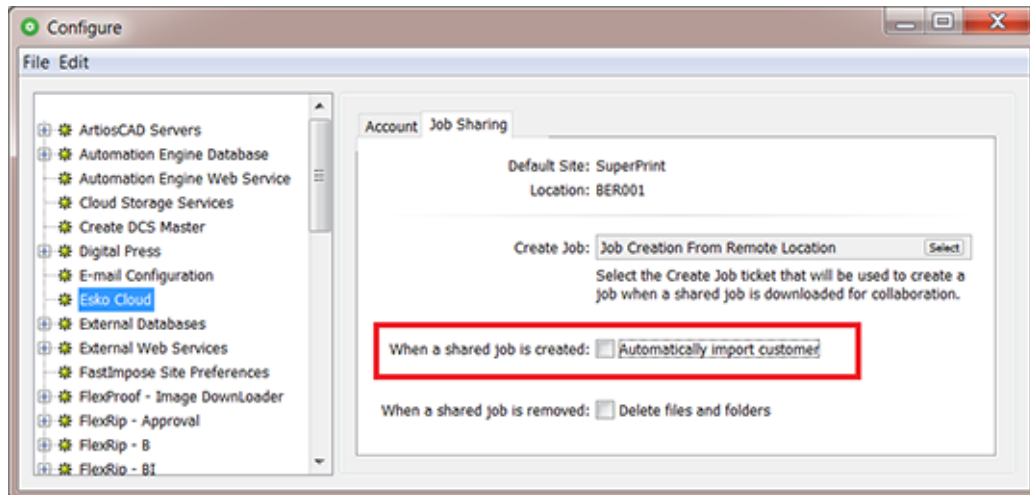 Configure
File Edit
ArtiosCAD Servers
Automation Engine Database
Automation Engine Web Service
Cloud Storage Services
Create DCS Master
Digital Press
E-mail Configuration
Esko Cloud
External Databases
External Web Services
FastImpose Site Preferences
FlexProof - Image DownLoader
FlexRip - Approval
FlexRip - B
FlexRip - BI
Account Job Sharing
Default Site: SuperPrint
Location: BER001
Create Job: Job Creation From Remote Location Select
Select the Create Job ticket that will be used to create a
job when a shared job is downloaded for collaboration.
When a shared job is created: Automatically import customer
When a shared job is removed: Delete files and folders